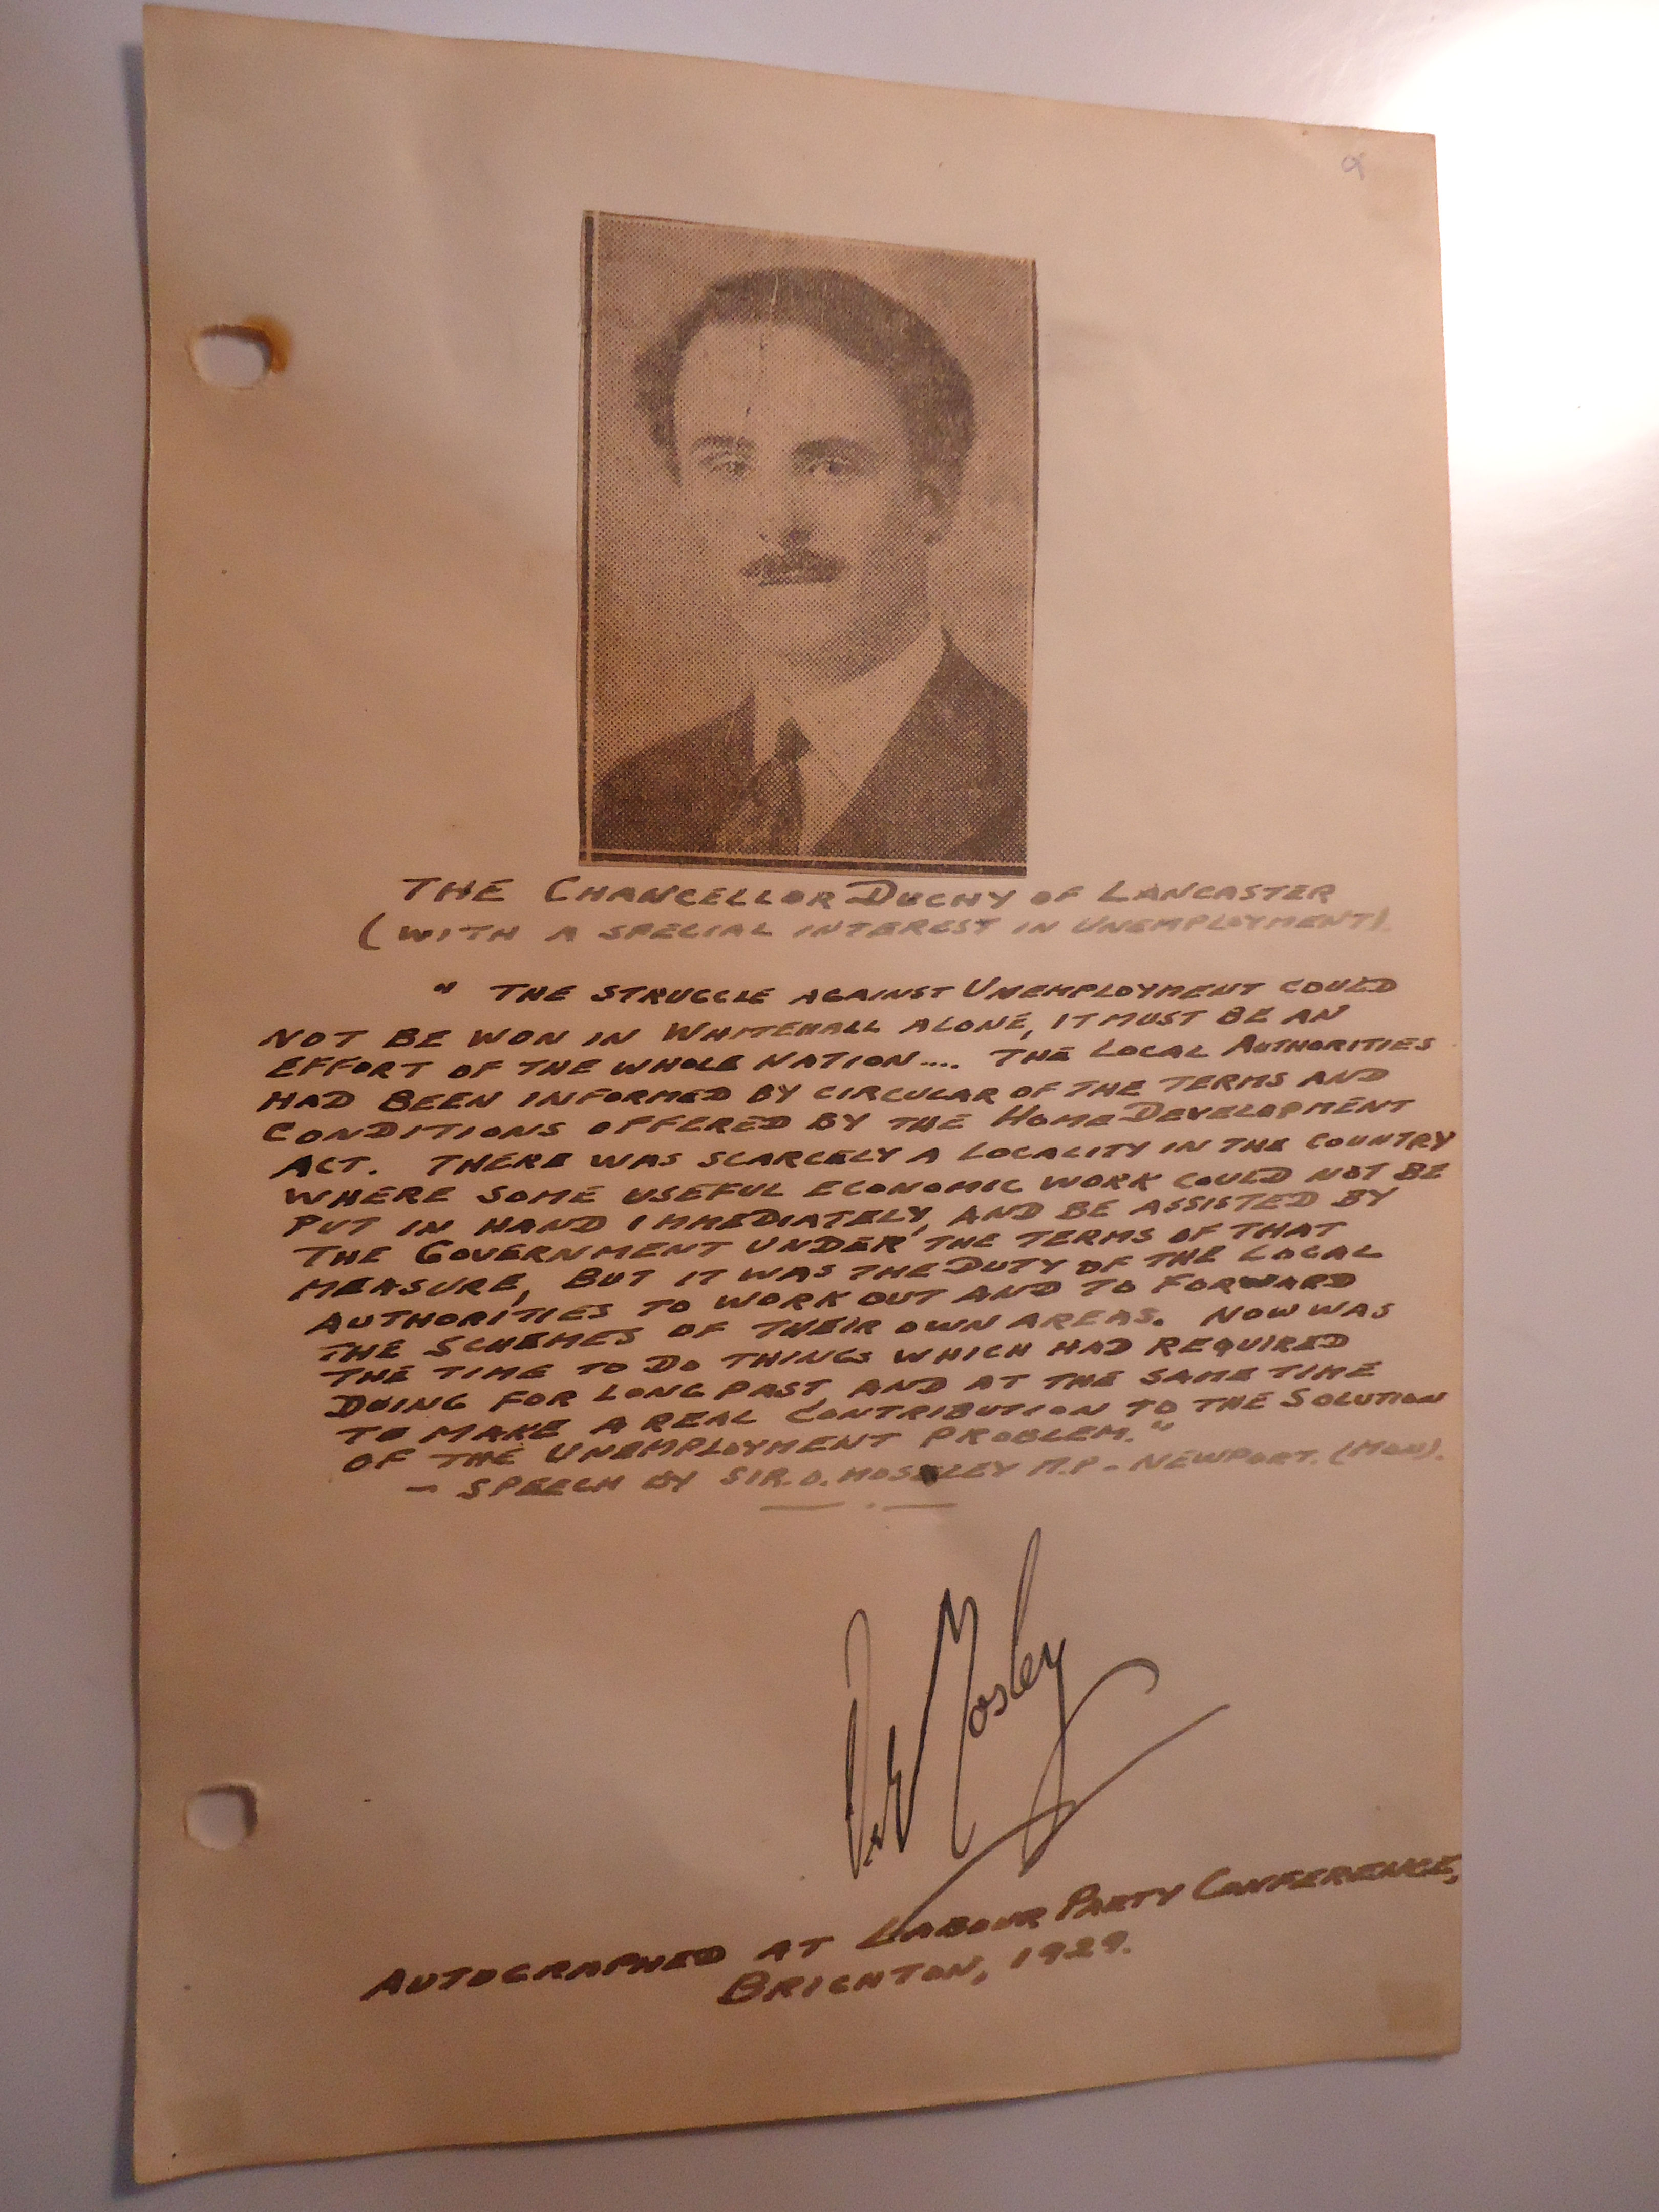 9
THE CHANCELLOR DUCHY OF LANCASTER
(WITH A SPECIAL INTEREST IN UNEMPLOYMENT).
" THE STRUGGLE AGAINST UNEMPLOYMENT COULD
NOT BE WON IN WHITEHALL ALONE, IT MUST BE AN
EFFORT OF THE WHOLE NATION.... THE LOCAL AUTHORITIES
HAD BEEN INFORMED BY CIRCULAR OF THE TERMS AND
CONDITIONS OFFERED BY THE HOME DEVELOPMENT
ACT. THERE WAS SCARCELY A LOCALITY IN THE COUNTRY
WHERE SOME USEFUL ECONOMIC WORK COULD NOT BE
PUT IN HAND IMMEDIATELY, AND BE ASSISTED BY
THE GOVERNMENT UNDER THE TERMS OF THAT
MEASURE, BUT IT WAS THE DUTY OF THE LOCAL
AUTHORITIES TO WORK OUT AND TO FORWARD
THE SCHEMES OF THEIR OWN AREAS. NOW WAS
THE TIME TO DO THINGS WHICH HAD REQUIRED
DOING FOR LONG PAST, AND AT THE SAME TIME
TO MAKE A REAL CONTRIBUTION TO THE SOLUTION
OF THE UNEMPLOYMENT PROBLEM."
– SPEECH BY SIR. O. MOSELEY M.P. – NEWPORT. (MON).
Mosley
AUTOGRAPHED AT LABOUR PARTY CONFERENCE,
BRIGHTON, 1929.